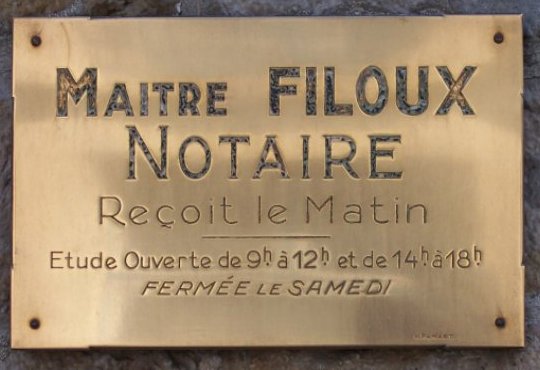 MAITRE FILOUX
NOTAIRE
Reçoit le Matin
Etude Ouverte de 9h à 12h et de 14h à 18h
FERMÉE LE SAMEDI